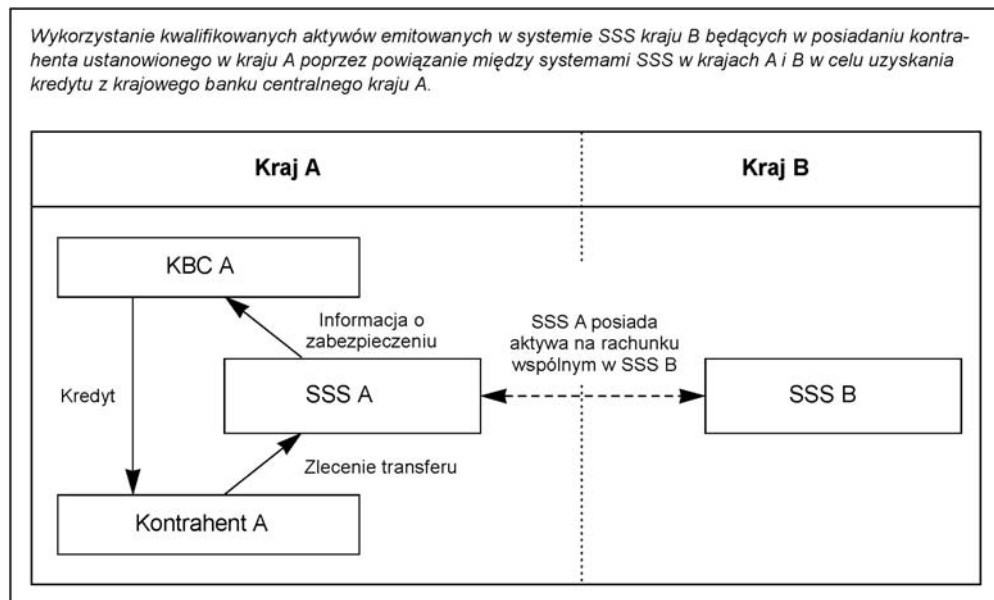 Wykorzystanie kwalifikowanych aktywów emitowanych w systemie SSS kraju B będących w posiadaniu kontra-
henta ustanowionego w kraju A poprzez powiązanie między systemami SSS w krajach A i B w celu uzyskania
kredytu z krajowego banku centralnego kraju A.
Kraj A
Kraj B
KBC A
Informacja o
zabezpieczeniu
SSS A posiada
aktywa na rachunku
wspólnym w SSS B
Kredyt
SSS A
SSS B
Zlecenie transferu
Kontrahent A